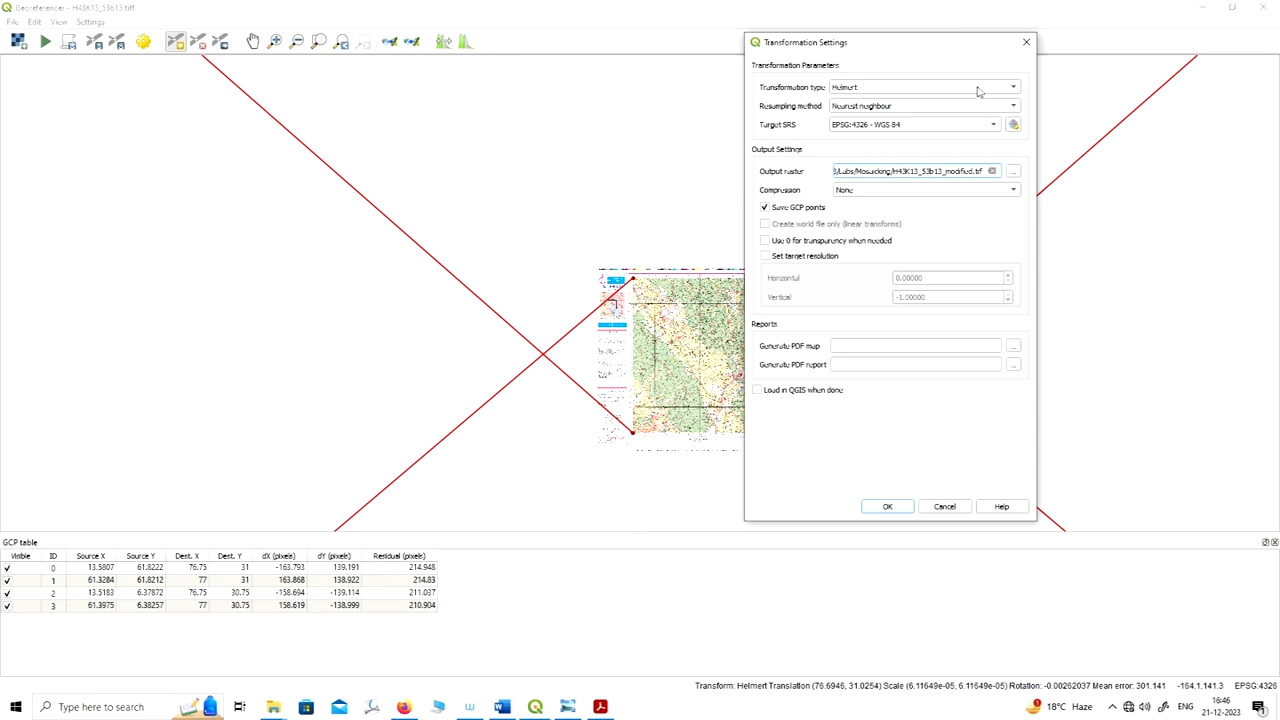 Georeferencer - H43K13_53b13.tiff
File Edit View Settings
Transformation Settings
Transformation Parameters
Transformation type Helmert
Resampling method Nearest neighbour
Target SRS EPSG:4326 - WGS 84
Output Settings
Output raster 3/Labs/Mosaicking/H43K13_53b13_modified.tif
Compression None
Save GCP points
Create world file only (linear transforms)
Use 0 for transparency when needed
Set target resolution
Horizontal 0.00000
Vertical -1.00000
Reports
Generate PDF map ...
Generate PDF report ...
Load in QGIS when done
OK Cancel Help
GCP table
Visible ID Source X Source Y Dest. X Dest. Y dX (pixels) dY (pixels) Residual (pixels)
0 13.5807 61.8222 76.75 31 -163.793 139.191 214.948
1 61.3284 61.8212 77 31 163.868 138.922 214.83
2 13.5183 6.37872 76.75 30.75 -158.694 -139.114 211.037
3 61.3975 6.38257 77 30.75 158.619 -138.999 210.904
Transform: Helmert Translation (76.6946, 31.0254) Scale (6.11649e-05, 6.11649e-05) Rotation: -0.00262037 Mean error: 301.141 -164.1,141.3 EPSG:4326
Type here to search
18°C Haze
ENG
16:46
21-12-2023